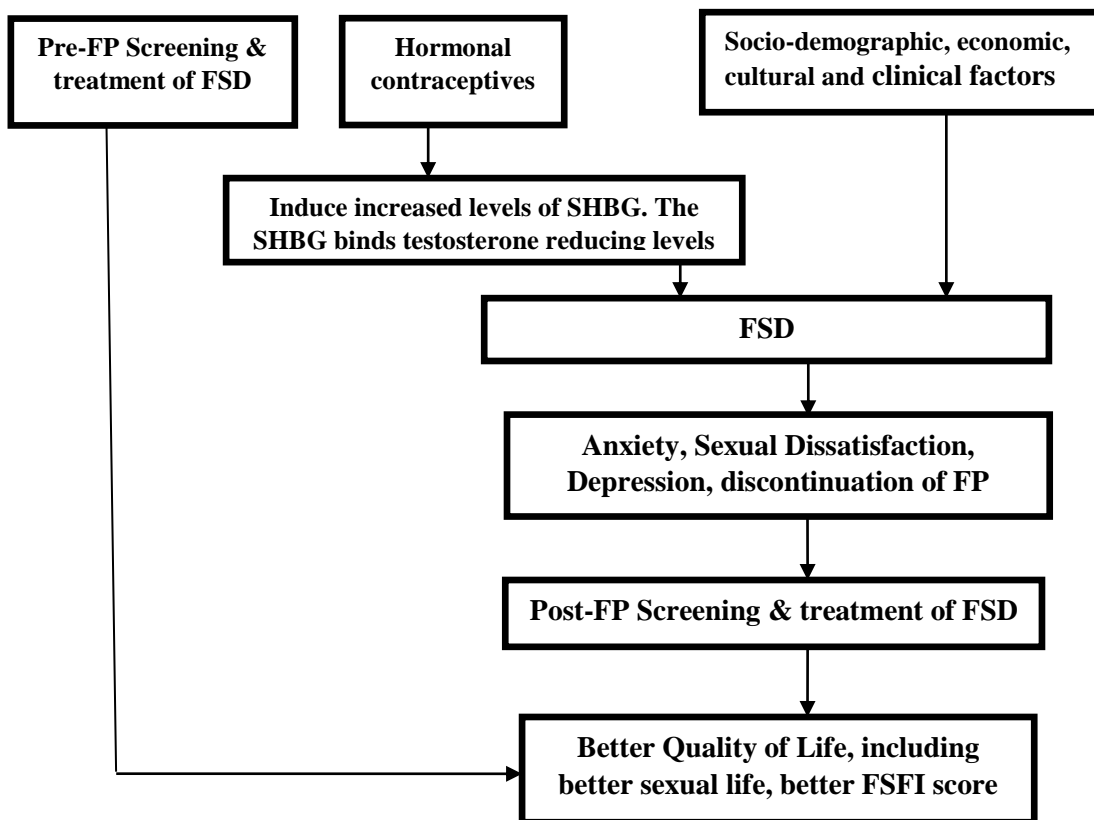 Pre-FP Screening &
treatment of FSD
Hormonal
contraceptives
Socio-demographic, economic,
cultural and clinical factors
Induce increased levels of SHBG. The
SHBG binds testosterone reducing levels
FSD
Anxiety, Sexual Dissatisfaction,
Depression, discontinuation of FP
Post-FP Screening & treatment of FSD
Better Quality of Life, including
better sexual life, better FSFI score